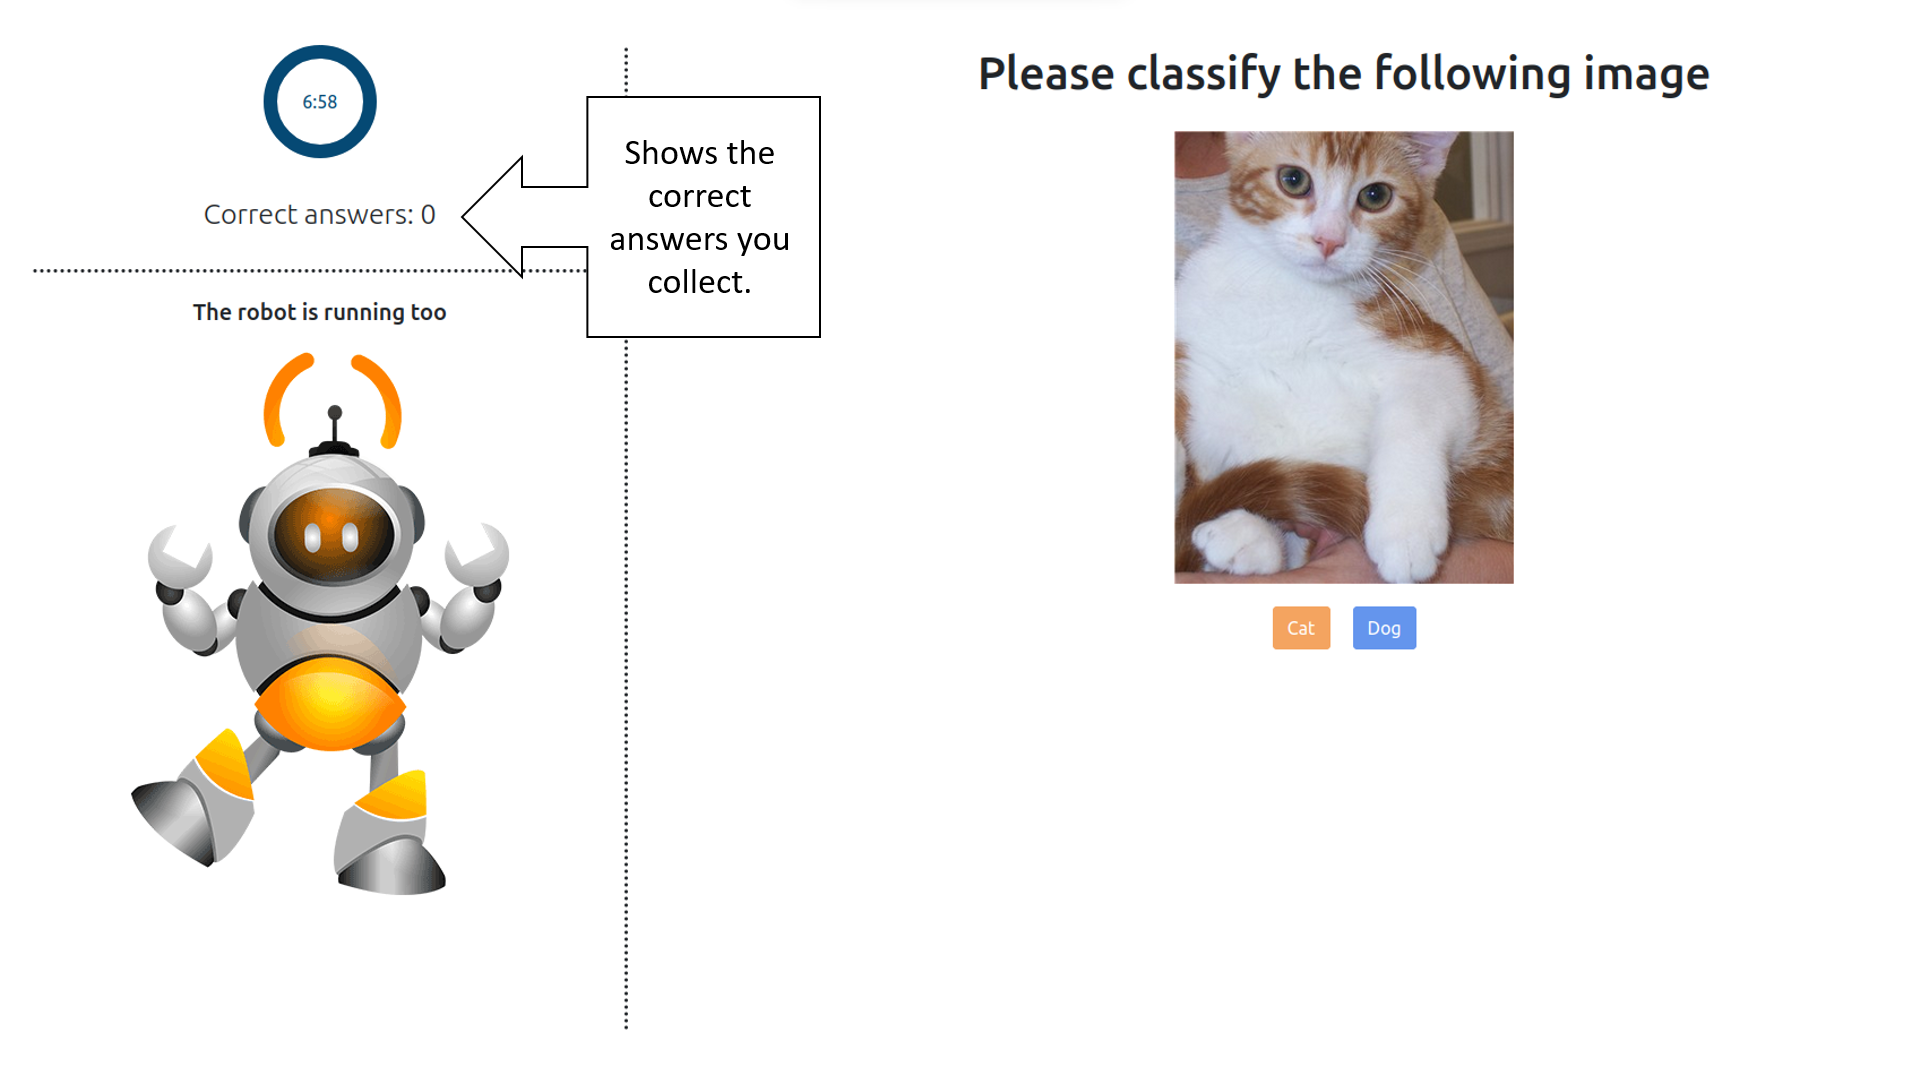 6:58
Correct answers: 0
Shows the
correct
answers you
collect.
The robot is running too
Please classify the following image
Cat
Dog